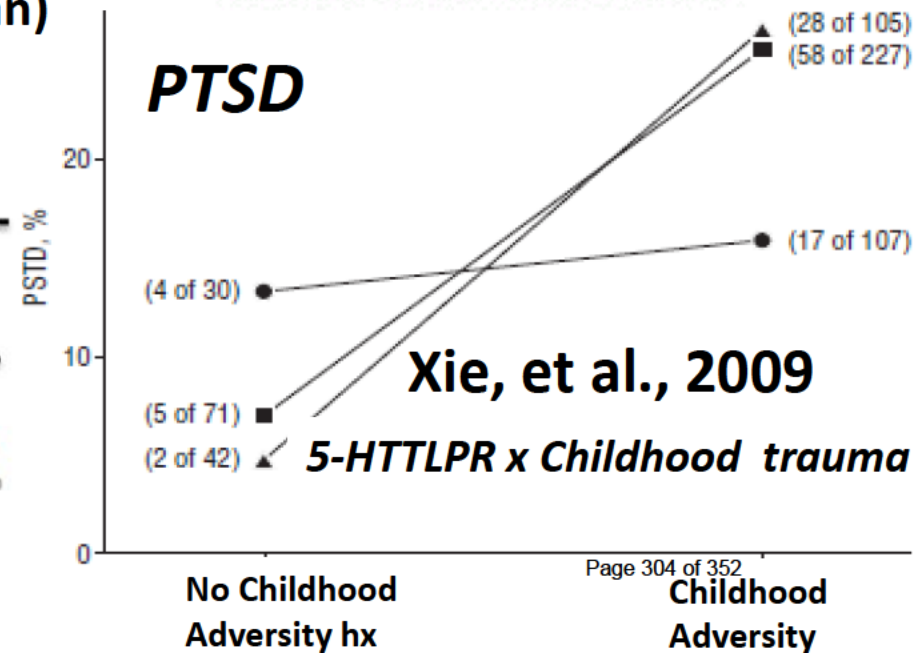 (28 of 105)
(58 of 227)
PTSD
20
PSTD, %
(17 of 107)
(4 of 30)
10
Xie, et al., 2009
(5 of 71)
(2 of 42)
5-HTTLPR x Childhood trauma
0
Page 304 of 352
No Childhood
Adversity hx
Childhood
Adversity